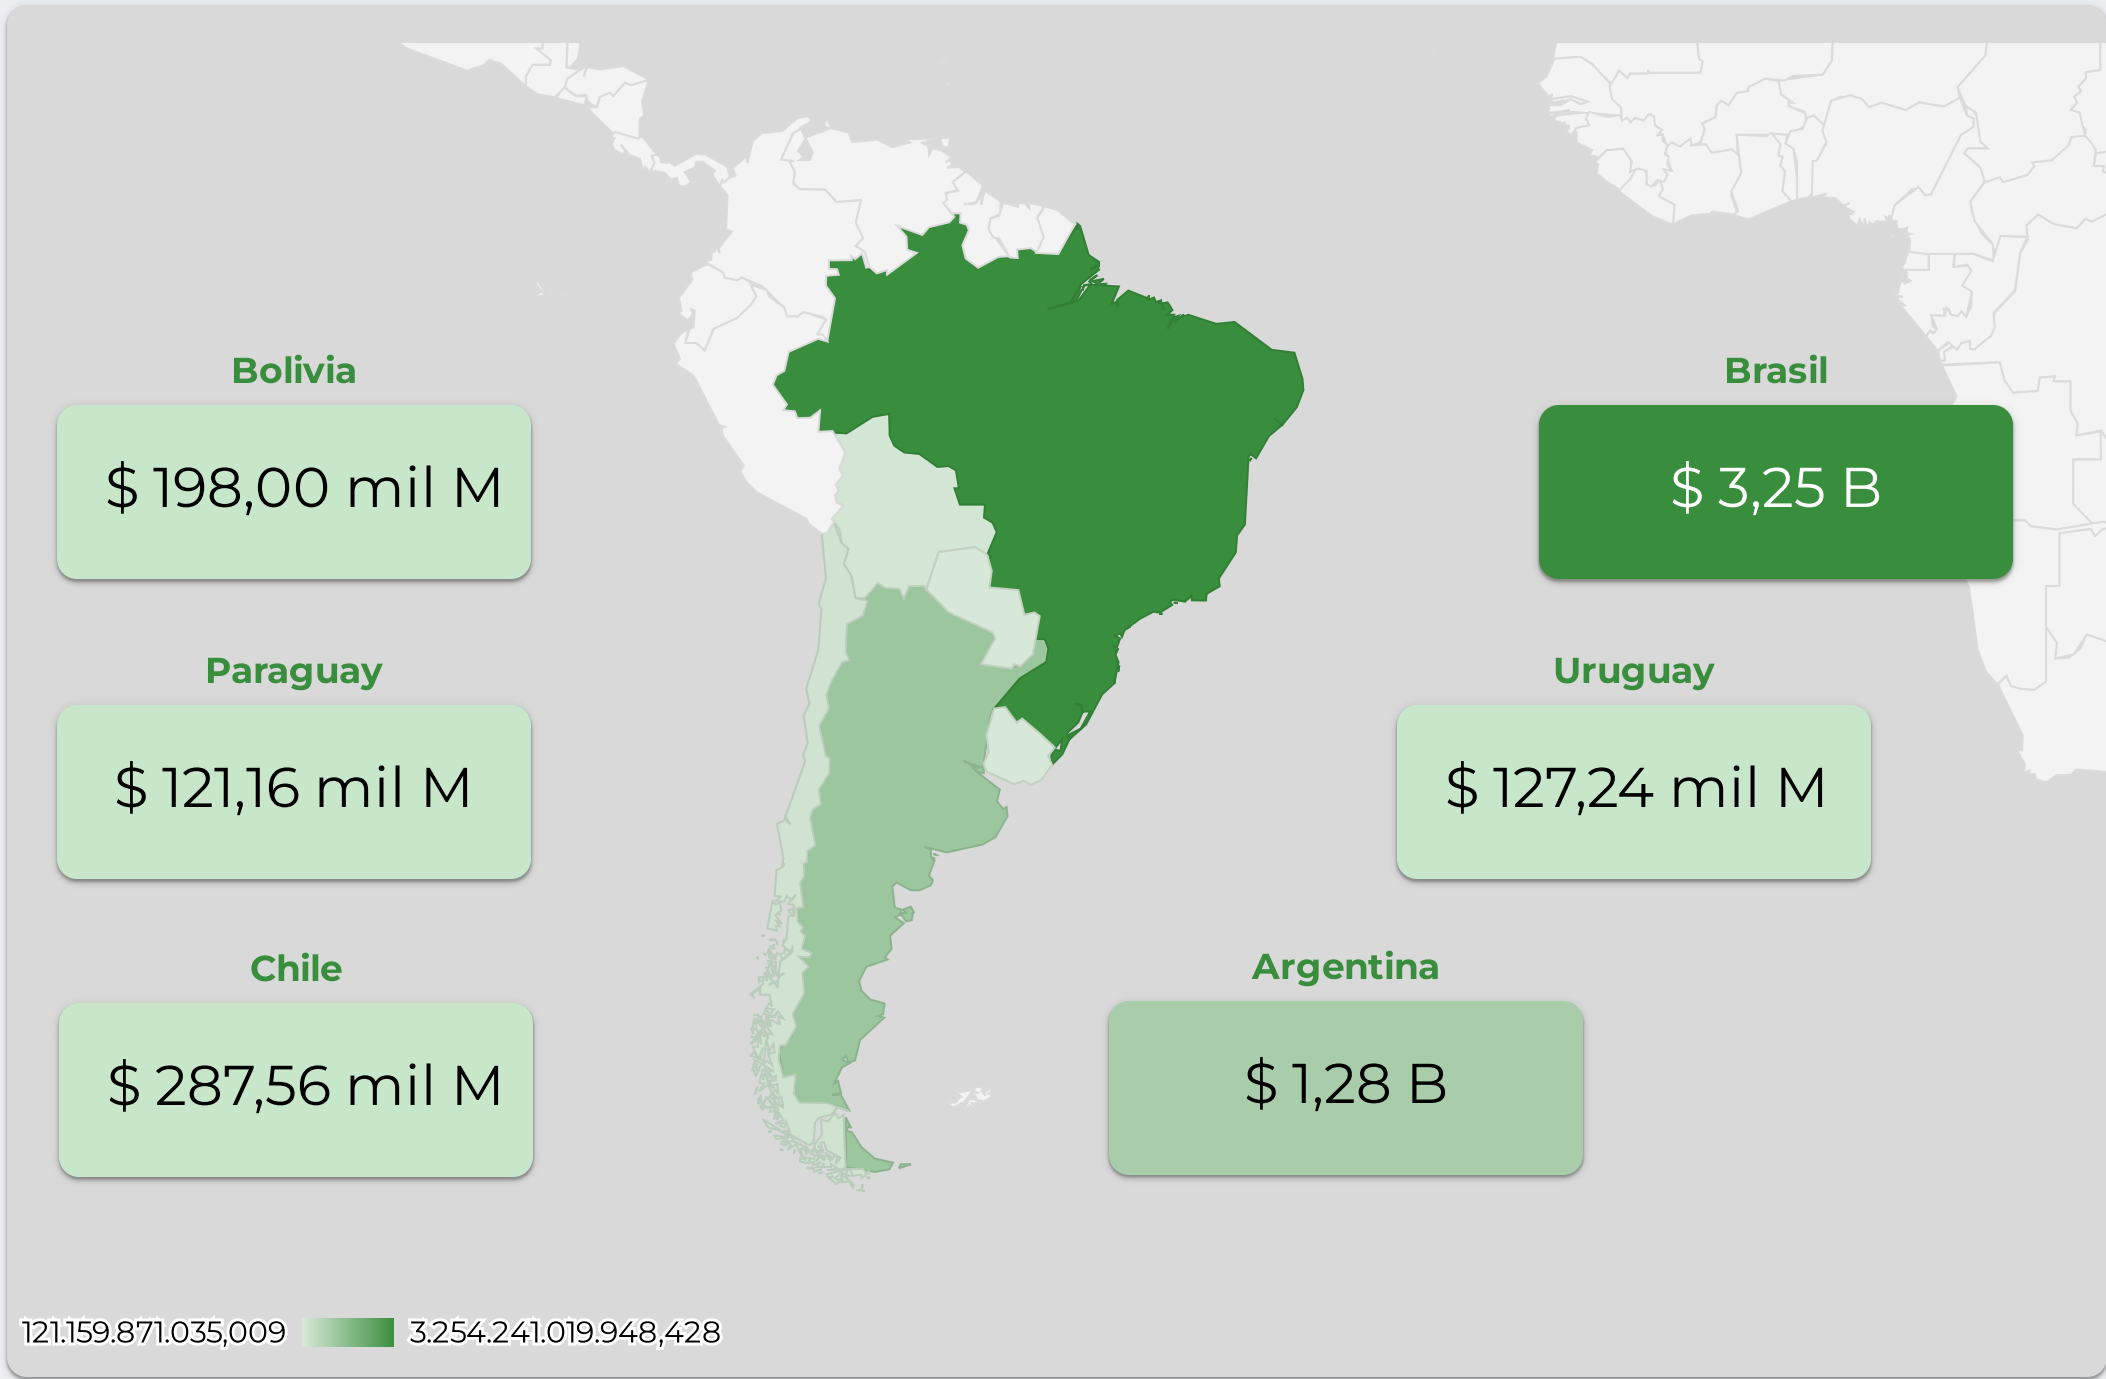 Bolivia
$ 198,00 mil M
Brasil
$ 3,25 B
Paraguay
$ 121,16 mil M
Uruguay
$ 127,24 mil M
Chile
$ 287,56 mil M
Argentina
$ 1,28 B
121.159.871.035,009
3.254.241.019.948,428